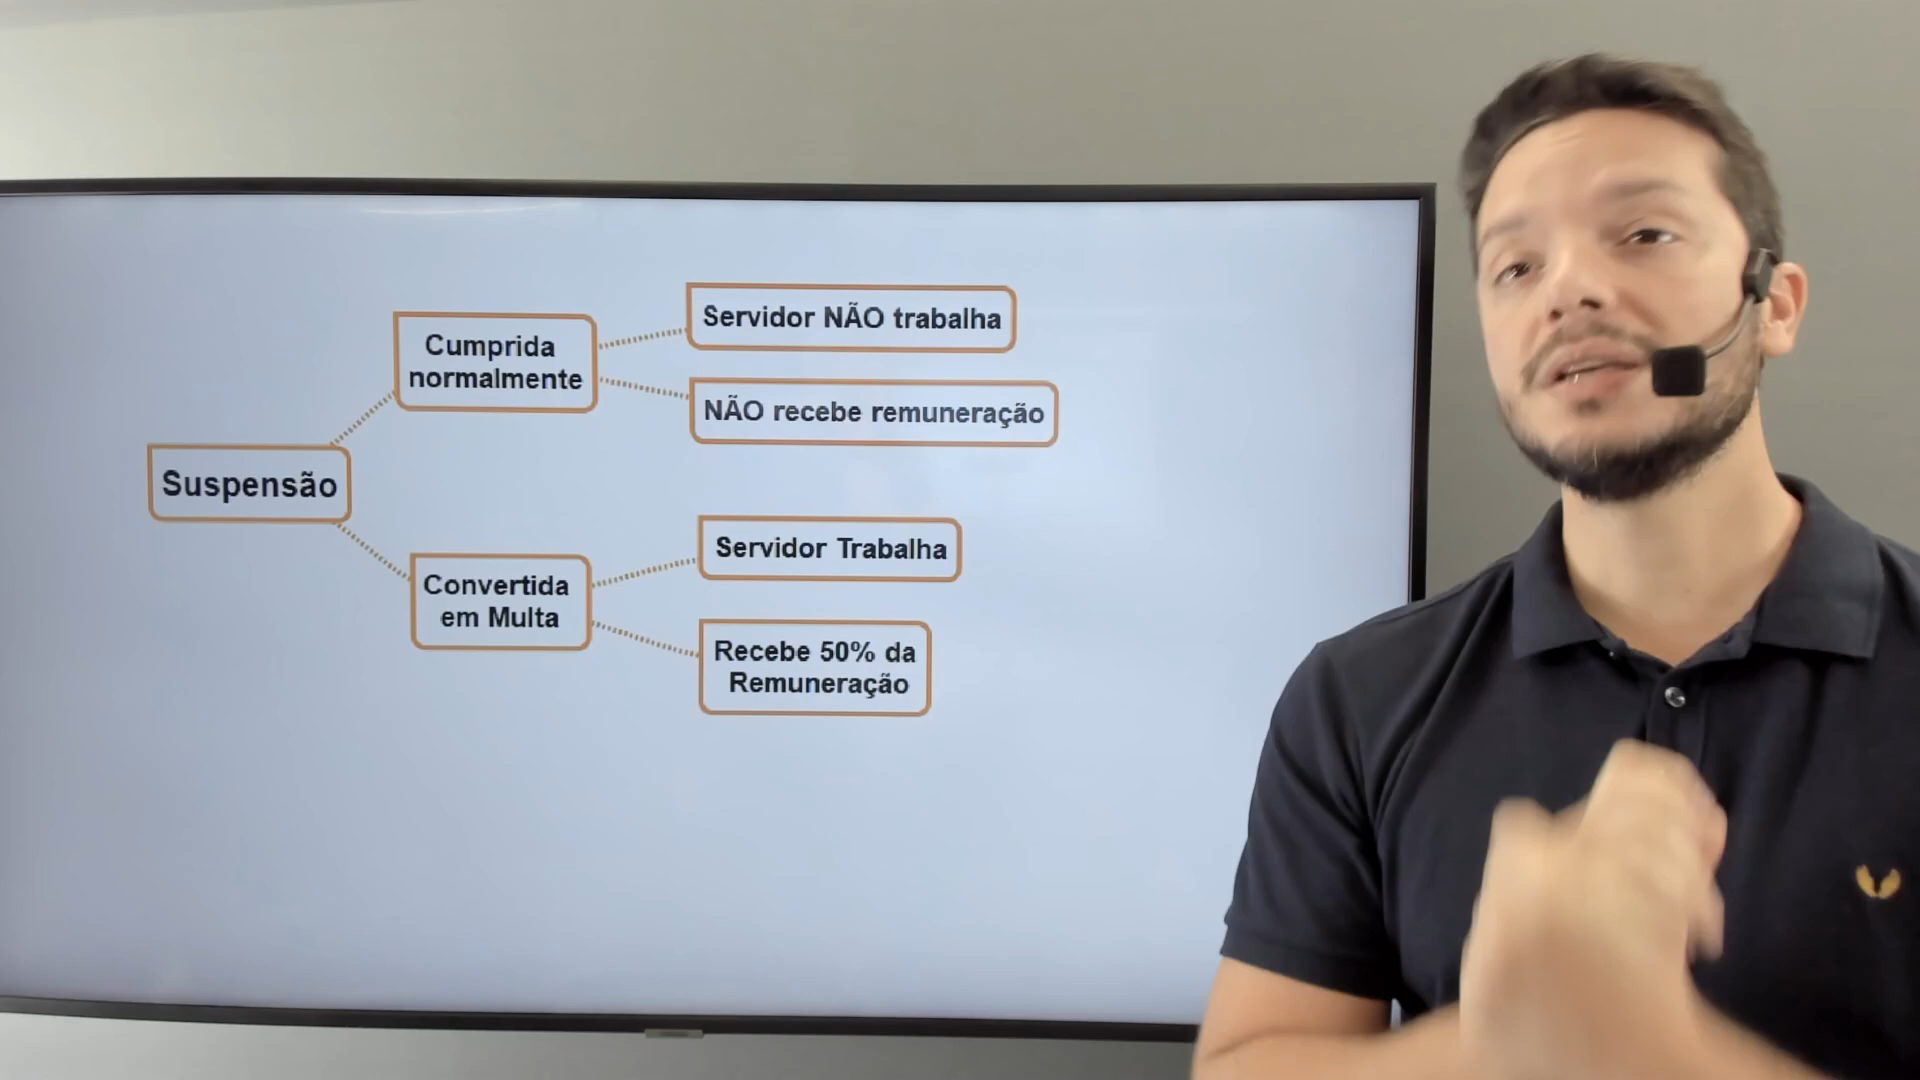 Suspensão
Cumprida
normalmente
Servidor NÃO trabalha
NÃO recebe remuneração
Convertida
em Multa
Servidor Trabalha
Recebe 50% da
Remuneração